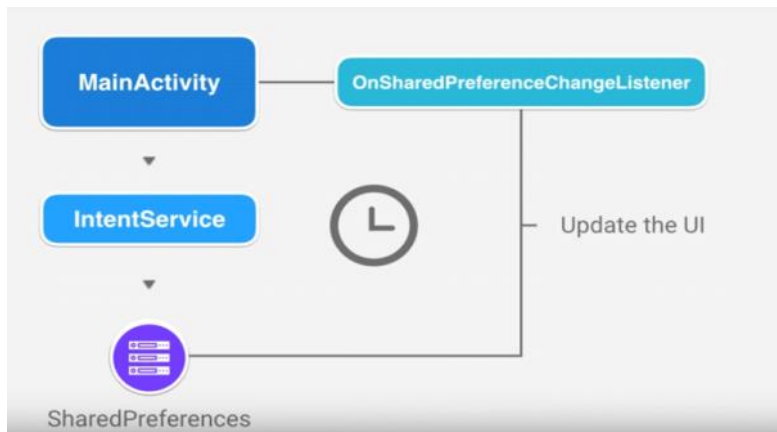 MainActivity
OnSharedPreferenceChangeListener
IntentService
Update the UI
SharedPreferences